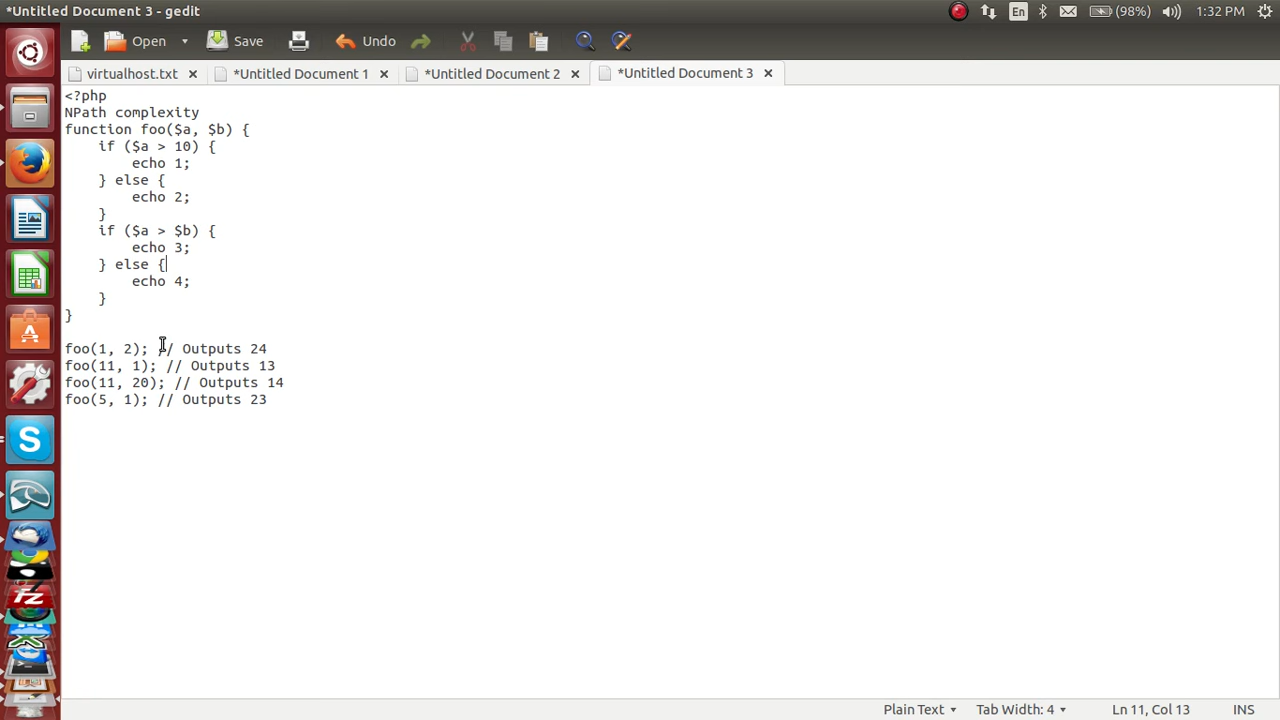 *Untitled Document 3 - gedit
En
(98%)
1:32 PM
Open
Save
Undo
virtualhost.txt
*Untitled Document 1
*Untitled Document 2
*Untitled Document 3
<?php
NPath complexity
function foo($a, $b) {
    if ($a > 10) {
        echo 1;
    } else {
        echo 2;
    }
    if ($a > $b) {
        echo 3;
    } else {
        echo 4;
    }
}

foo(1, 2); // Outputs 24
foo(11, 1); // Outputs 13
foo(11, 20); // Outputs 14
foo(5, 1); // Outputs 23
Plain Text
Tab Width: 4
Ln 11, Col 13
INS